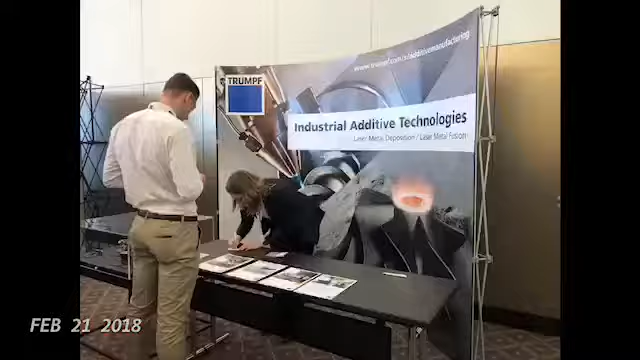 www.trumpf.com/s/additivemanufacturing
TRUMPF
Industrial Additive Technologies
Laser Metal Deposition / Laser Metal Fusion
FEB 21 2018